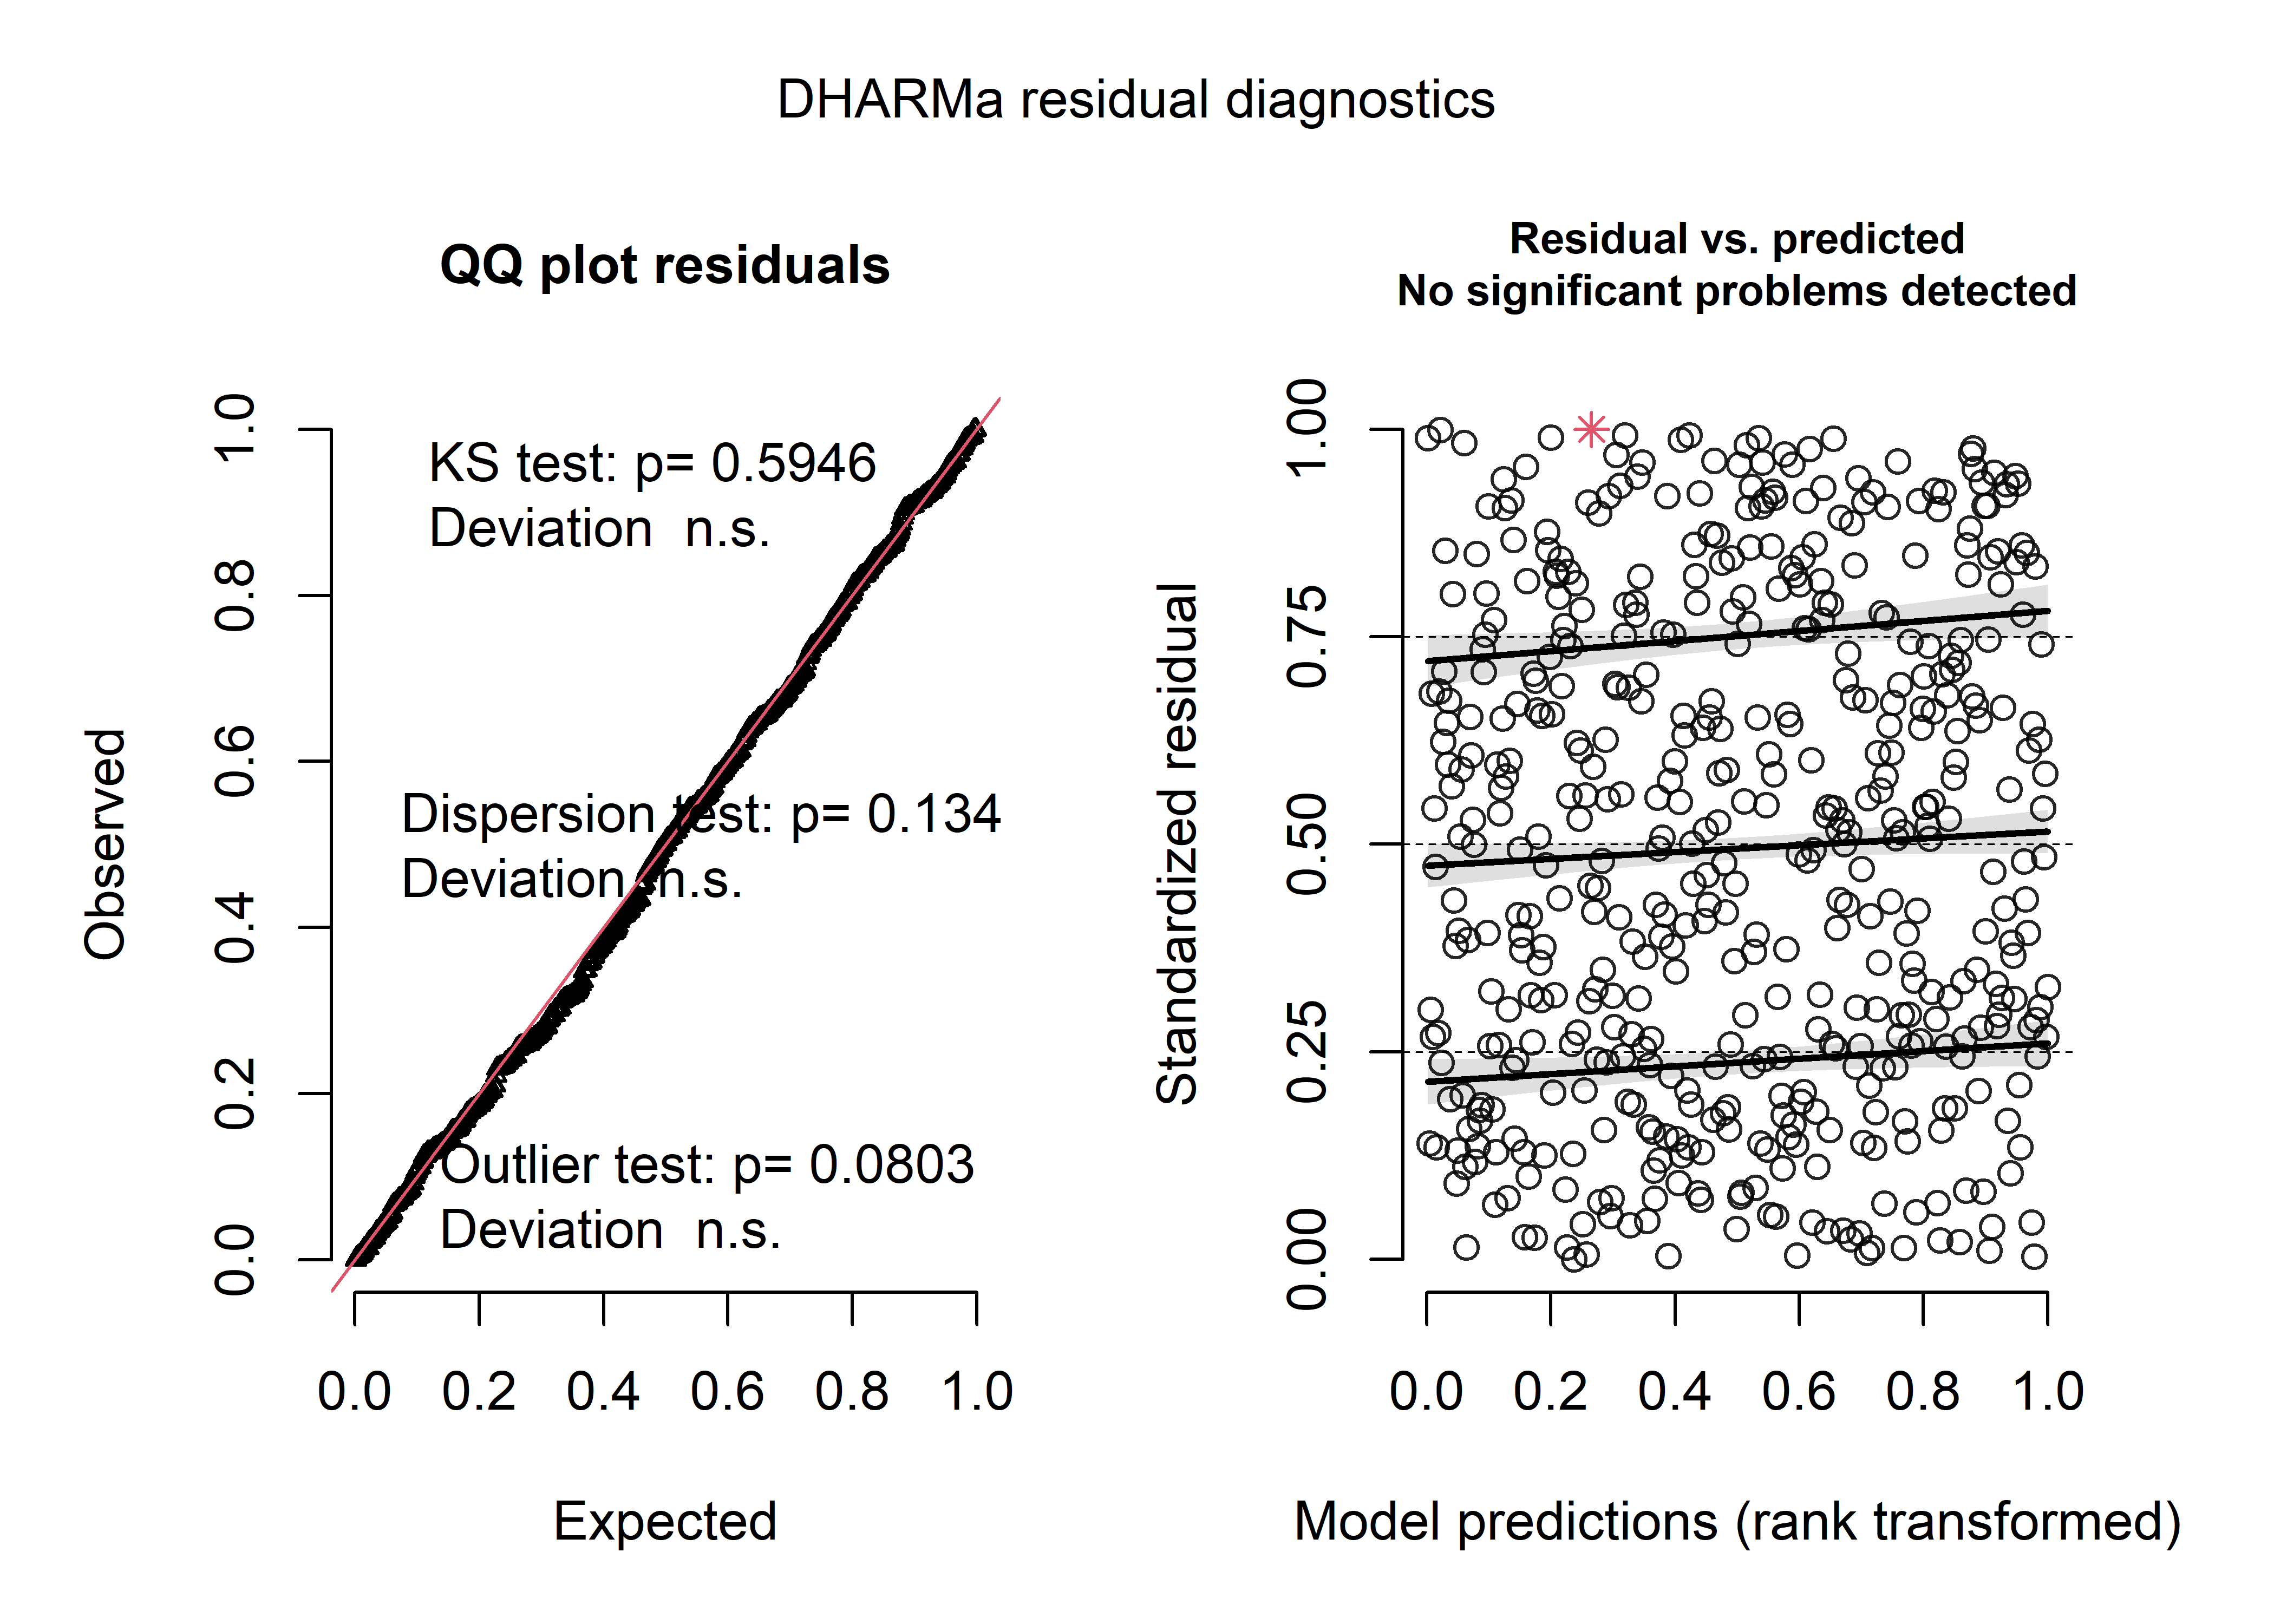 DHARMa residual diagnostics
QQ plot residuals
KS test: p= 0.5946
Deviation  n.s.
Dispersion test: p= 0.134
Deviation  n.s.
Outlier test: p= 0.0803
Deviation  n.s.
Observed
0.0 0.2 0.4 0.6 0.8 1.0
0.0 0.2 0.4 0.6 0.8 1.0
Expected
Residual vs. predicted
No significant problems detected
Standardized residual
0.00 0.25 0.50 0.75 1.00
0.0 0.2 0.4 0.6 0.8 1.0
Model predictions (rank transformed)